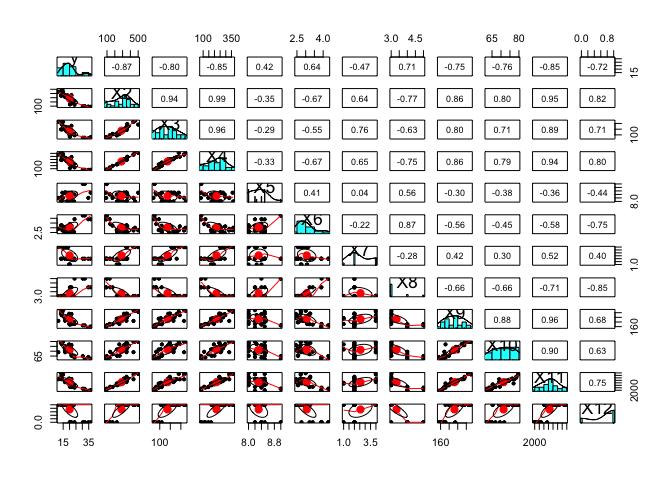 100 500 100 350 2.5 4.0 3.0 4.5 65 80 0.0 0.8
y -0.87 -0.80 -0.85 0.42 0.64 -0.47 0.71 -0.75 -0.76 -0.85 -0.72 15
100 0.94 0.99 -0.35 -0.67 0.64 -0.77 0.86 0.80 0.95 0.82
X3 0.96 -0.29 -0.55 0.76 -0.63 0.80 0.71 0.89 0.71 100
100 X4 -0.33 -0.67 0.65 -0.75 0.86 0.79 0.94 0.80
X5 0.41 0.04 0.56 -0.30 -0.38 -0.36 -0.44 8.0
2.5 X6 -0.22 0.87 -0.56 -0.45 -0.58 -0.75
X7 -0.28 0.42 0.30 0.52 0.40 1.0
3.0 X8 -0.66 -0.66 -0.71 -0.85
X9 0.88 0.96 0.68 160
65 X10 0.90 0.63
X11 0.75 2000
0.0 X12
15 35 100 8.0 8.8 1.0 3.5 160 2000